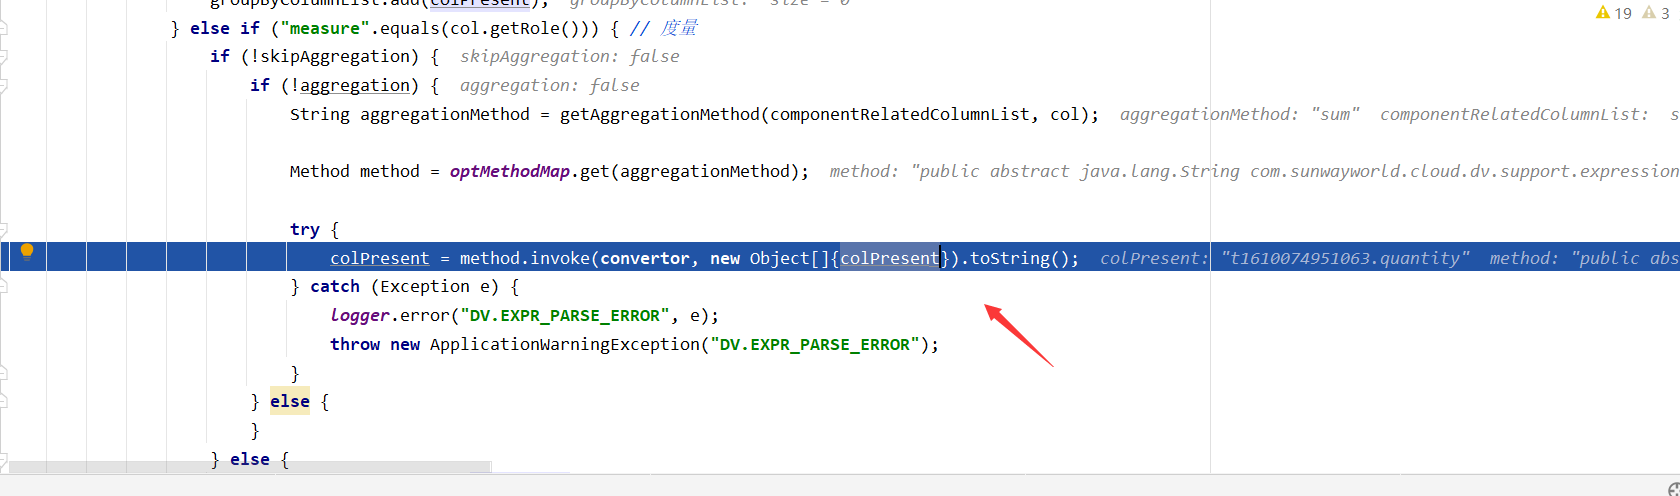 groupByColumnList.add(colPresent); groupByColumnList: size = 0
19 3
} else if ("measure".equals(col.getRole())) { // 度量
if (!skipAggregation) { skipAggregation: false
if (!aggregation) { aggregation: false
String aggregationMethod = getAggregationMethod(componentRelatedColumnList, col); aggregationMethod: "sum" componentRelatedColumnList: s
Method method = optMethodMap.get(aggregationMethod); method: "public abstract java.lang.String com.sunwayworld.cloud.dv.support.expression
try {
colPresent = method.invoke(convertor, new Object[]{colPresent}).toString(); colPresent: "t1610074951063.quantity" method: "public abs
} catch (Exception e) {
logger.error("DV.EXPR_PARSE_ERROR", e);
throw new ApplicationWarningException("DV.EXPR_PARSE_ERROR");
}
} else {
}
} else {